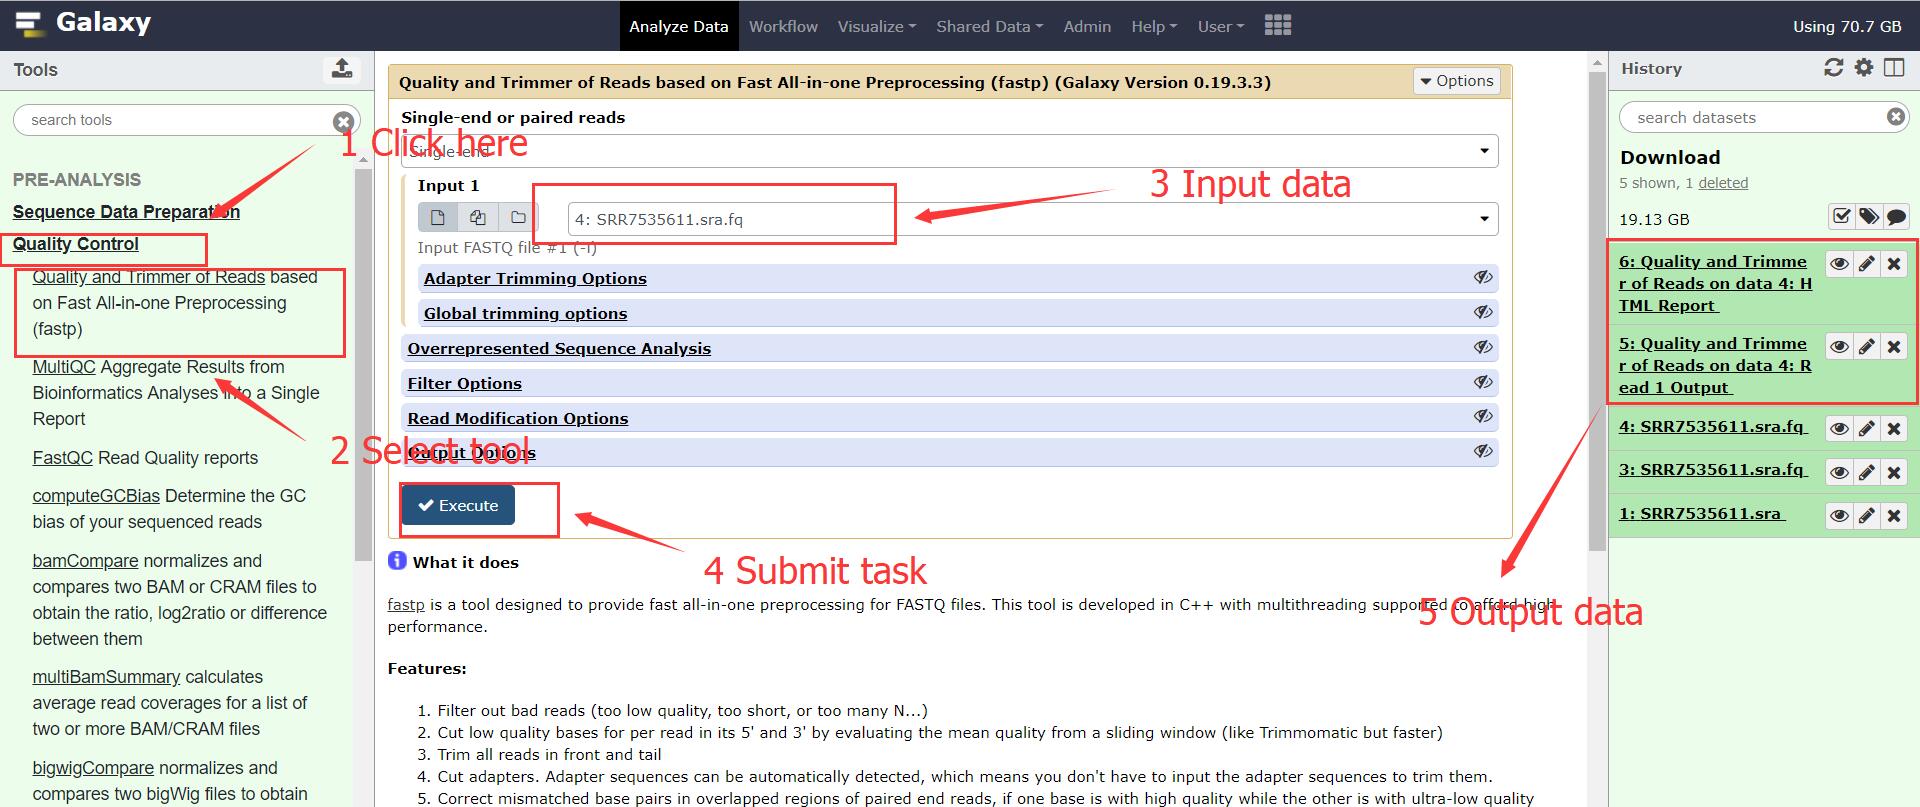 Galaxy
Analyze Data
Workflow
Visualize
Shared Data
Admin
Help
User
Using 70.7 GB
Tools
search tools
1 Click here
PRE-ANALYSIS
Sequence Data Preparation
Quality Control
Quality and Trimmer of Reads based
on Fast All-in-one Preprocessing
(fastp)
MultiQC Aggregate Results from
Bioinformatics Analyses into a Single
Report
2 Select tool
FastQC Read Quality reports
computeGCBias Determine the GC
bias of your sequenced reads
bamCompare normalizes and
compares two BAM or CRAM files to
obtain the ratio, log2ratio or difference
between them
multiBamSummary calculates
average read coverages for a list of
two or more BAM/CRAM files
bigwigCompare normalizes and
compares two bigWig files to obtain
Quality and Trimmer of Reads based on Fast All-in-one Preprocessing (fastp) (Galaxy Version 0.19.3.3)
Options
Single-end or paired reads
Single-end
Input 1
3 Input data
4: SRR7535611.sra.fq
Input FASTQ file #1 (-i)
Adapter Trimming Options
Global trimming options
Overrepresented Sequence Analysis
Filter Options
Read Modification Options
Output Options
Execute
4 Submit task
What it does
fastp is a tool designed to provide fast all-in-one preprocessing for FASTQ files. This tool is developed in C++ with multithreading supported to afford high
performance.
Features:
1. Filter out bad reads (too low quality, too short, or too many N...)
2. Cut low quality bases for per read in its 5' and 3' by evaluating the mean quality from a sliding window (like Trimmomatic but faster)
3. Trim all reads in front and tail
4. Cut adapters. Adapter sequences can be automatically detected, which means you don't have to input the adapter sequences to trim them.
5. Correct mismatched base pairs in overlapped regions of paired end reads, if one base is with high quality while the other is with ultra-low quality
History
search datasets
Download
5 shown, 1 deleted
19.13 GB
6: Quality and Trimme
r of Reads on data 4: H
TML Report
5: Quality and Trimme
r of Reads on data 4: R
ead 1 Output
4: SRR7535611.sra.fq
3: SRR7535611.sra.fq
1: SRR7535611.sra
5 Output data